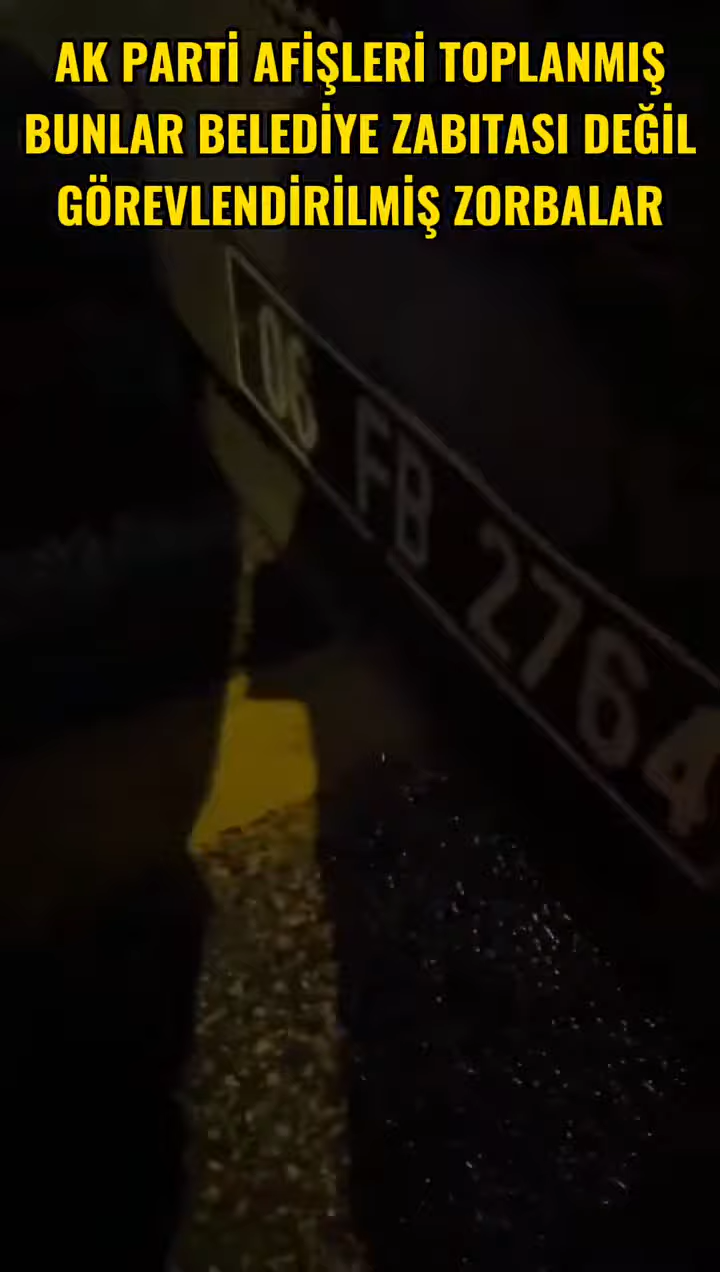 AK PARTİ AFİŞLERİ TOPLANMIŞ
BUNLAR BELEDİYE ZABITASI DEĞİL
GÖREVLENDİRİLMİŞ ZORBALAR
06 FB 2764